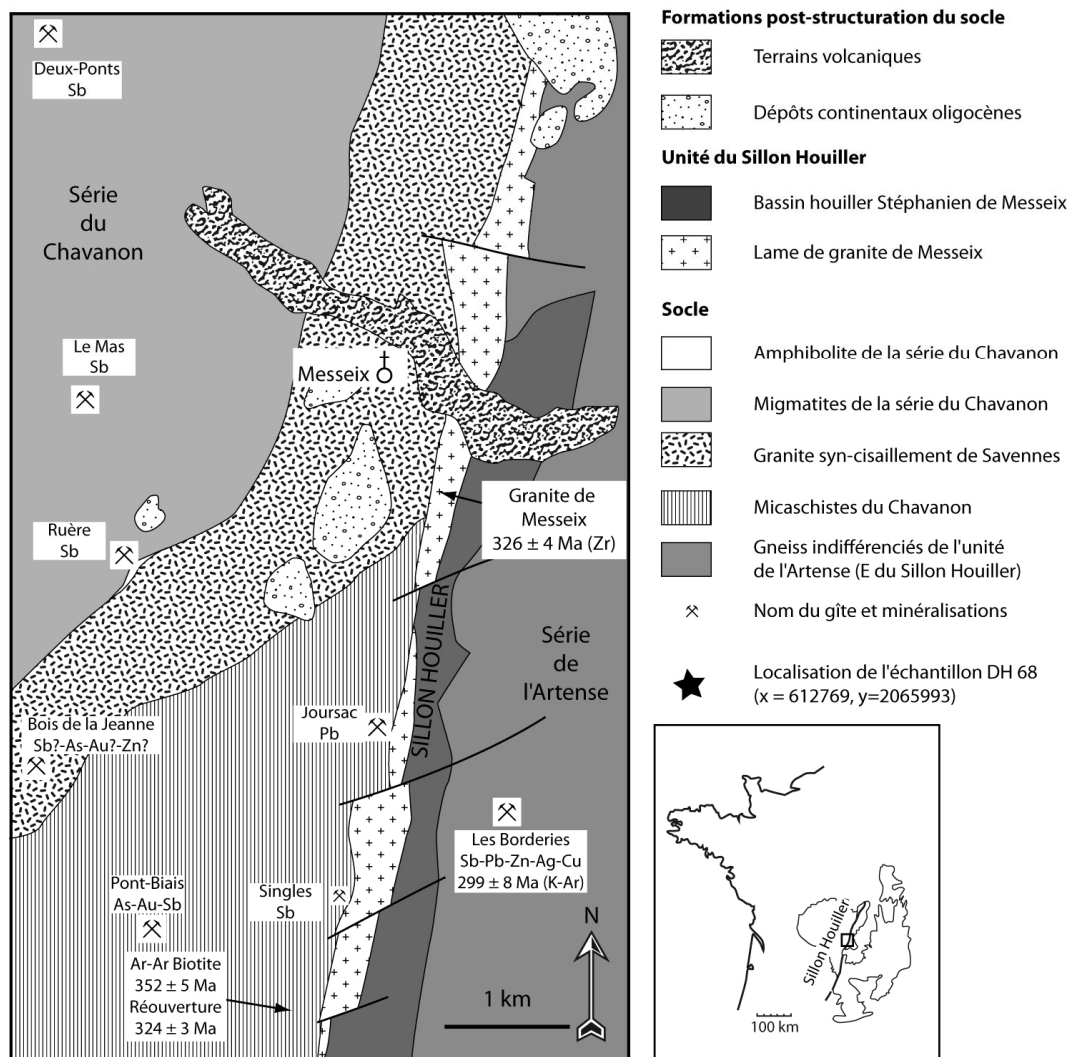 Deux-Ponts
Sb
Série
du
Chavanon
Le Mas
Sb
Messeix
Granite de
Messeix
326 ± 4 Ma (Zr)
Ruère
Sb
SILLON HOUILLER
Série
de
l'Artense
Bois de la Jeanne
Sb?-As-Au?-Zn?
Joursac
Pb
Les Borderies
Sb-Pb-Zn-Ag-Cu
299 ± 8 Ma (K-Ar)
Pont-Biais
As-Au-Sb
Singles
Sb
Ar-Ar Biotite
352 ± 5 Ma
Réouverture
324 ± 3 Ma
N
1 km
Formations post-structuration du socle
Terrains volcaniques
Dépôts continentaux oligocènes
Unité du Sillon Houiller
Bassin houiller Stéphanien de Messeix
Lame de granite de Messeix
Socle
Amphibolite de la série du Chavanon
Migmatites de la série du Chavanon
Granite syn-cisaillement de Savennes
Micaschistes du Chavanon
Gneiss indifférenciés de l'unité
de l'Artense (E du Sillon Houiller)
Nom du gîte et minéralisations
Localisation de l'échantillon DH 68
(x = 612769, y=2065993)
Sillon Houiller
100 km